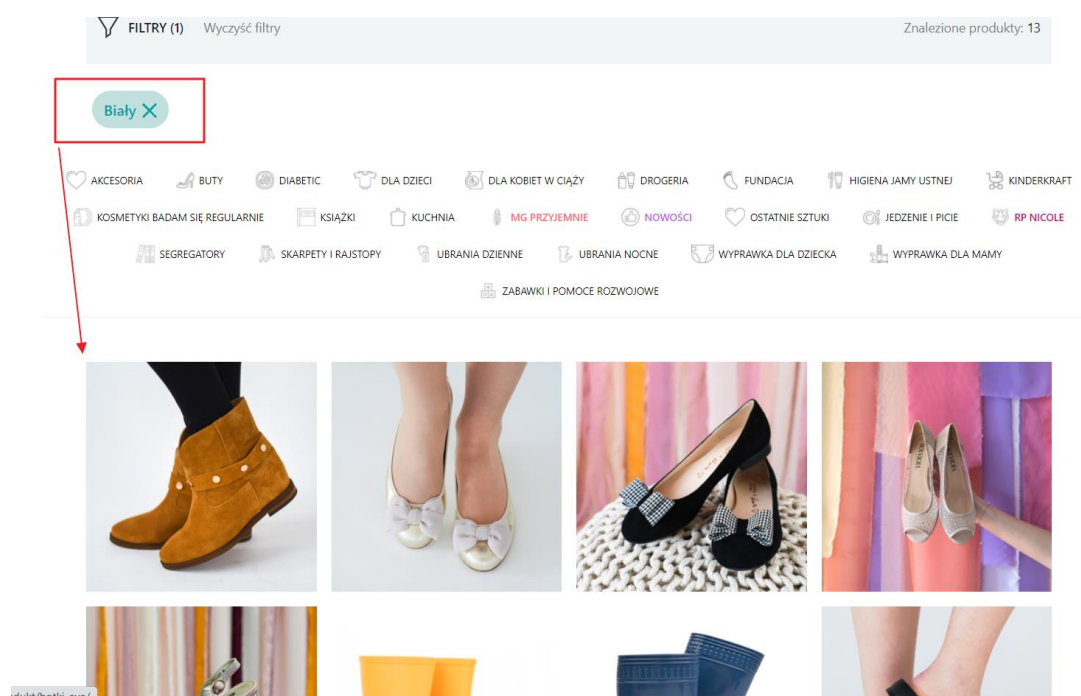 FILTRY (1) Wyczyść filtry Znalezione produkty: 13
Biały
AKCESORIA BUTY DIABETIC DLA DZIECI DLA KOBIET W CIĄŻY DROGERIA FUNDACJA HIGIENA JAMY USTNEJ KINDERKRAFT
KOSMETYKI BADAM SIĘ REGULARNIE KSIĄŻKI KUCHNIA MG PRZYJEMNIE NOWOŚCI OSTATNIE SZTUKI JEDZENIE I PICIE RP NICOLE
SEGREGATORY SKARPETY I RAJSTOPY UBRANIA DZIENNE UBRANIA NOCNE WYPRAWKA DLA DZIECKA WYPRAWKA DLA MAMY
ZABAWKI I POMOCE ROZWOJOWE